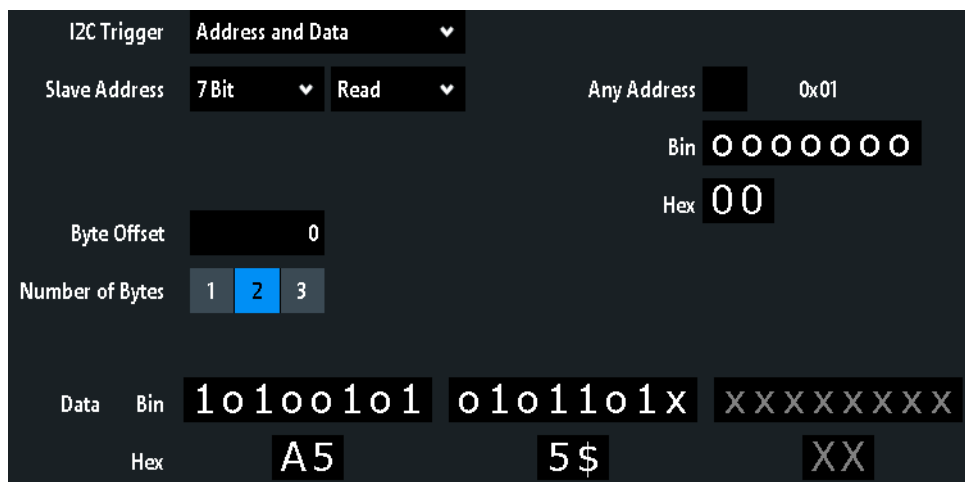 I2C Trigger Address and Data
Slave Address 7 Bit Read Any Address 0x01
Bin 0000000
Hex 00
Byte Offset 0
Number of Bytes 1 2 3
Data Bin 10100101 0101101x xxxxxxxx
Hex A5 5$ XX